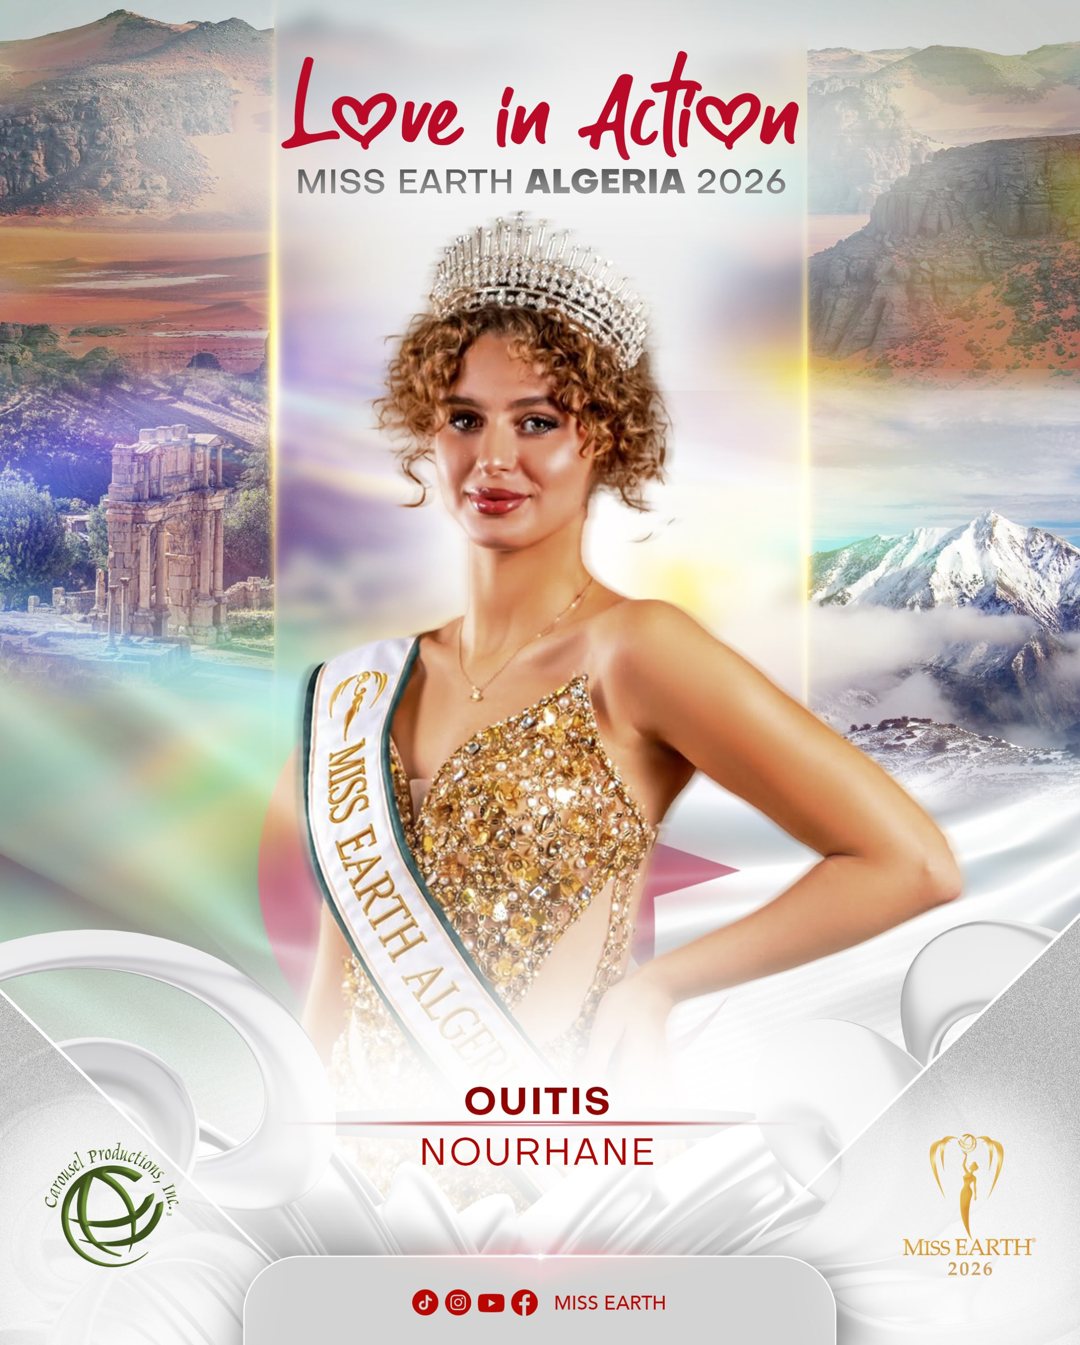 Love in Action
MISS EARTH ALGERIA 2026
MISS EARTH ALGER
OUITIS
NOURHANE
Carousel Productions, Inc.
MISS EARTH
2026
MISS EARTH